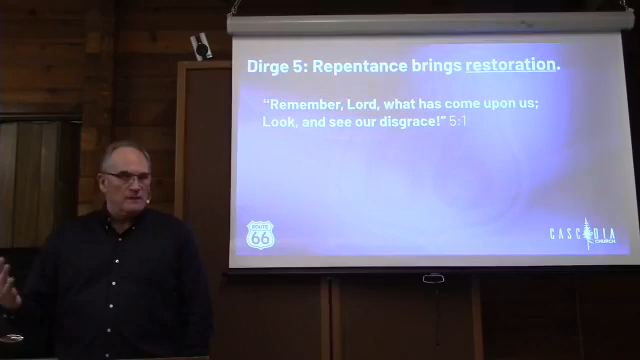 Dirge 5: Repentance brings restoration.
“Remember, Lord, what has come upon us;
Look, and see our disgrace!” 5:1
ROUTE
66
CASCADIA
CHURCH